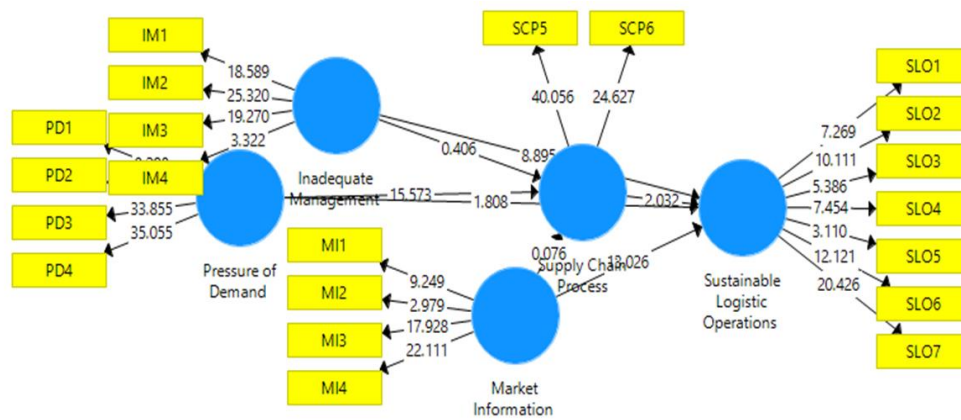 SCP5
SCP6
IM1
IM2
IM3
IM4
18.589
25.320
19.270
3.322
40.056
24.627
SLO1
SLO2
SLO3
SLO4
SLO5
SLO6
SLO7
7.269
10.111
5.386
7.454
3.110
12.121
20.426
PD1
PD2
PD3
PD4
33.855
35.055
0.406
8.895
Inadequate
Management
15.573
1.808
2.032
0.076
13.026
Pressure of
Demand
Supply Chain
Process
Sustainable
Logistic
Operations
MI1
MI2
MI3
MI4
9.249
2.979
17.928
22.111
Market
Information